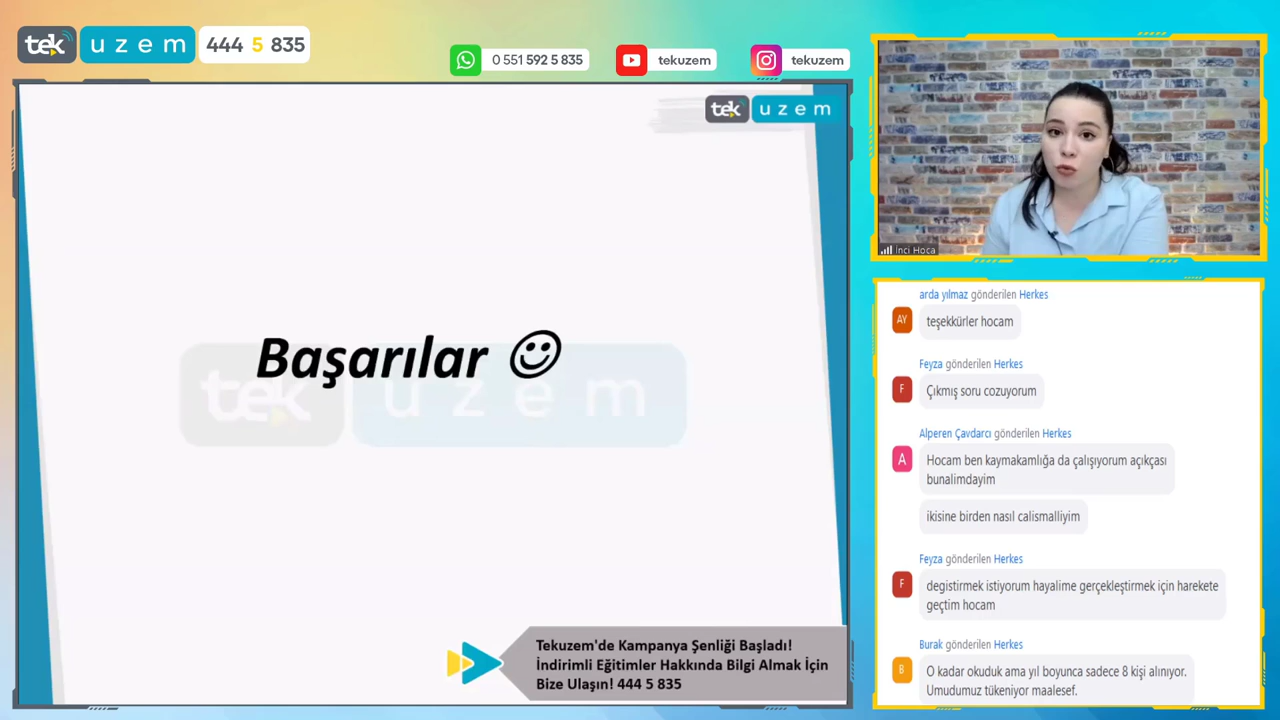 tek uzem 444 5 835
0 551 592 5 835
tekuzem
tekuzem
tek uzem
Başarılar
tek uzem
Tekuzem'de Kampanya Şenliği Başladı!
İndirimli Eğitimler Hakkında Bilgi Almak İçin
Bize Ulaşın! 444 5 835
İnci Hoca
arda yılmaz gönderilen Herkes
AY
teşekkürler hocam
Feyza gönderilen Herkes
F
Çıkmış soru cozuyorum
Alperen Çavdarcı gönderilen Herkes
A
Hocam ben kaymakamlığa da çalışıyorum açıkçası
bunalimdayim
ikisine birden nasıl calismalliyim
Feyza gönderilen Herkes
F
degistirmek istiyorum hayalime gerçekleştirmek için harekete
geçtim hocam
Burak gönderilen Herkes
B
O kadar okuduk ama yıl boyunca sadece 8 kişi alınıyor.
Umudumuz tükeniyor maalesef.